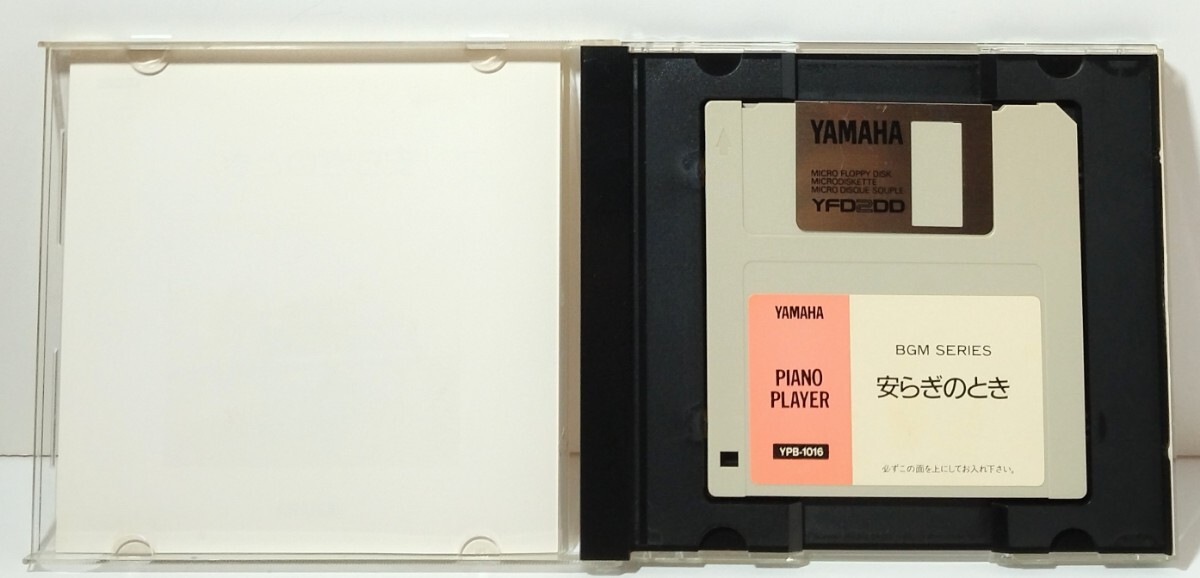 YAMAHA
MICRO FLOPPY DISK
MICRODISKETTE
MICRO DISQUE SOUPLE
YFD2DD
YAMAHA
PIANO
PLAYER
YPB-1016
BGM SERIES
安らぎのとき
必ずこの面を上にしてお入れ下さい。